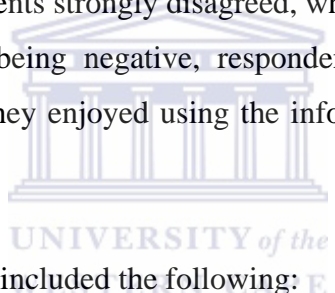 ents strongly disagreed, wh
being negative, responden
hey enjoyed using the info
UNIVERSITY of the
included the following: